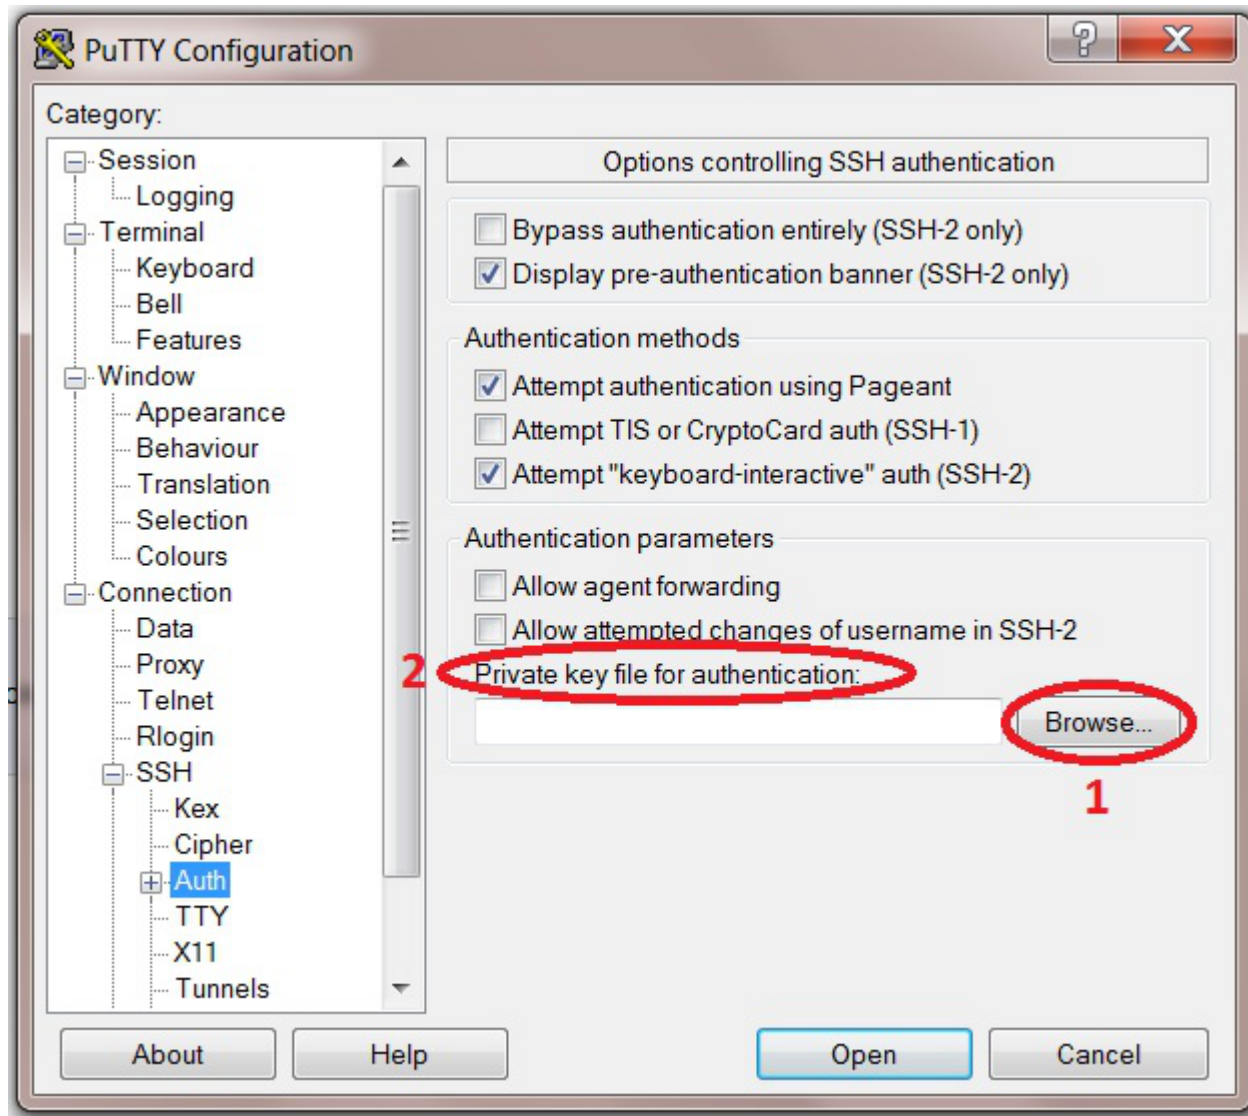 PuTTY Configuration
Category:
Session
Logging
Terminal
Keyboard
Bell
Features
Window
Appearance
Behaviour
Translation
Selection
Colours
Connection
Data
Proxy
Telnet
Rlogin
SSH
Kex
Cipher
Auth
TTY
X11
Tunnels
Options controlling SSH authentication
Bypass authentication entirely (SSH-2 only)
Display pre-authentication banner (SSH-2 only)
Authentication methods
Attempt authentication using Pageant
Attempt TIS or CryptoCard auth (SSH-1)
Attempt "keyboard-interactive" auth (SSH-2)
Authentication parameters
Allow agent forwarding
Allow attempted changes of username in SSH-2
2 Private key file for authentication:
Browse...
1
About Help Open Cancel